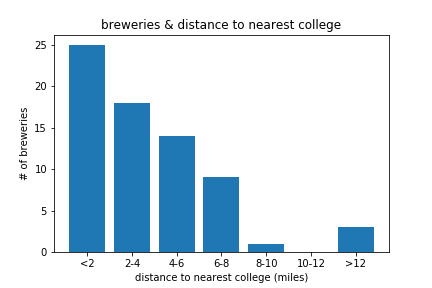 breweries & distance to nearest college
25
20
15
10
5
0
# of breweries
<2 2-4 4-6 6-8 8-10 10-12 >12
distance to nearest college (miles)